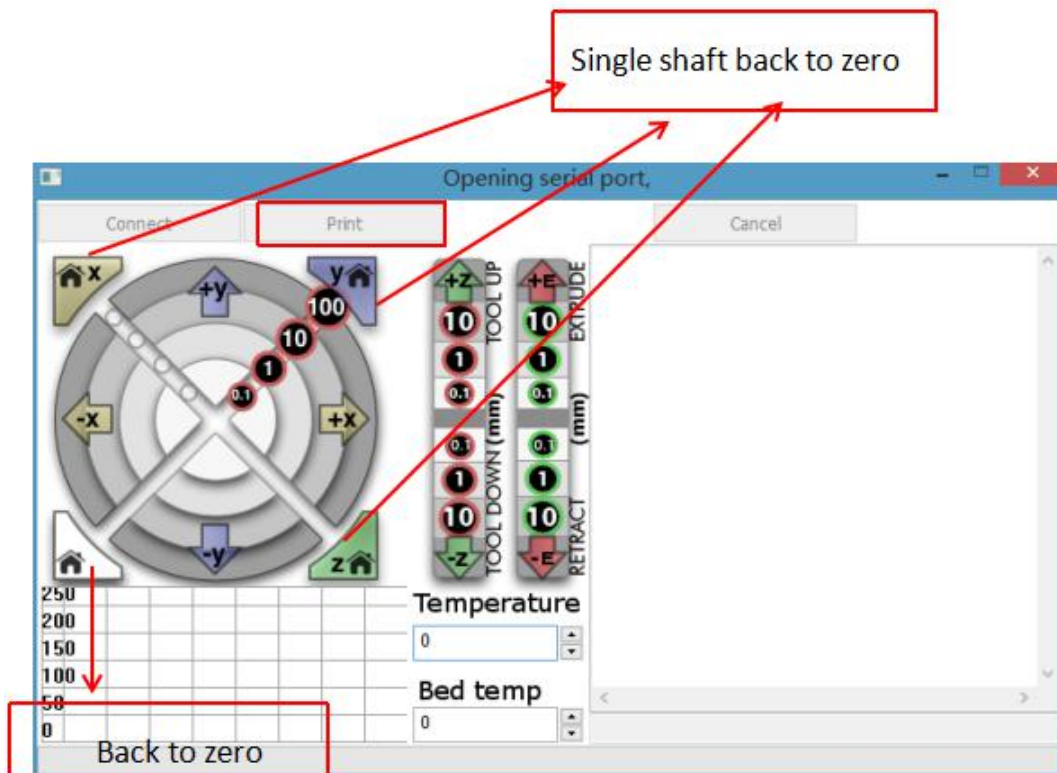 Single shaft back to zero
Opening serial port,
Connect
Print
Cancel
x
y
+y
-x
+x
-y
z
100
10
1
0.1
+Z
10
1
0.1
0.1
1
10
-Z
TOOL UP
TOOL DOWN (mm)
+E
10
1
0.1
0.1
1
10
-E
EXTRUDE
RETRACT (mm)
250
200
150
100
50
0
Temperature
0
Bed temp
0
Back to zero